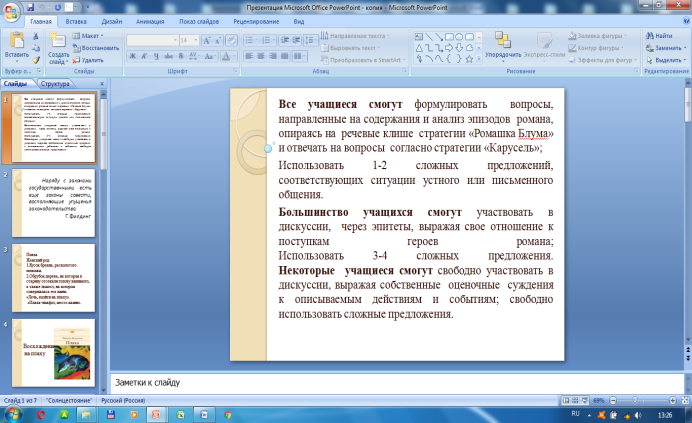 Презентация Microsoft Office PowerPoint - копия - Microsoft PowerPoint
Главная Вставка Дизайн Анимация Показ слайдов Рецензирование Вид
Вставить
Создать слайд
Макет
Восстановить
Удалить
Направление текста
Выровнять текст
Преобразовать в SmartArt
Упорядочить
Экспресс-стили
Заливка фигуры
Контур фигуры
Эффекты для фигур
Найти
Заменить
Выделить
Буфер о...
Слайды
Шрифт
Абзац
Рисование
Редактирование
Слайды Структура
1
2
Наряду с законами
государственными есть
еще законы совести,
восполняющие упущения
законодательства.
Г.Филдинг
3
Плаха
Женский род
4
Восхождение
на плаху
Плаха
Все учащиеся смогут формулировать вопросы,
направленные на содержания и анализ эпизодов романа,
опираясь на речевые клише стратегии «Ромашка Блума»
и отвечать на вопросы согласно стратегии «Карусель»;
Использовать 1-2 сложных предложений,
соответствующих ситуации устного или письменного
общения.
Большинство учащихся смогут участвовать в
дискуссии, через эпитеты, выражая свое отношение к
поступкам героев романа;
Использовать 3-4 сложных предложения.
Некоторые учащиеся смогут свободно участвовать в
дискуссии, выражая собственные оценочные суждения
к описываемым действиям и событиям; свободно
использовать сложные предложения.
Заметки к слайду
Слайд 1 из 7 "Солнцестояние" Русский (Россия) 69%
RU 13:26